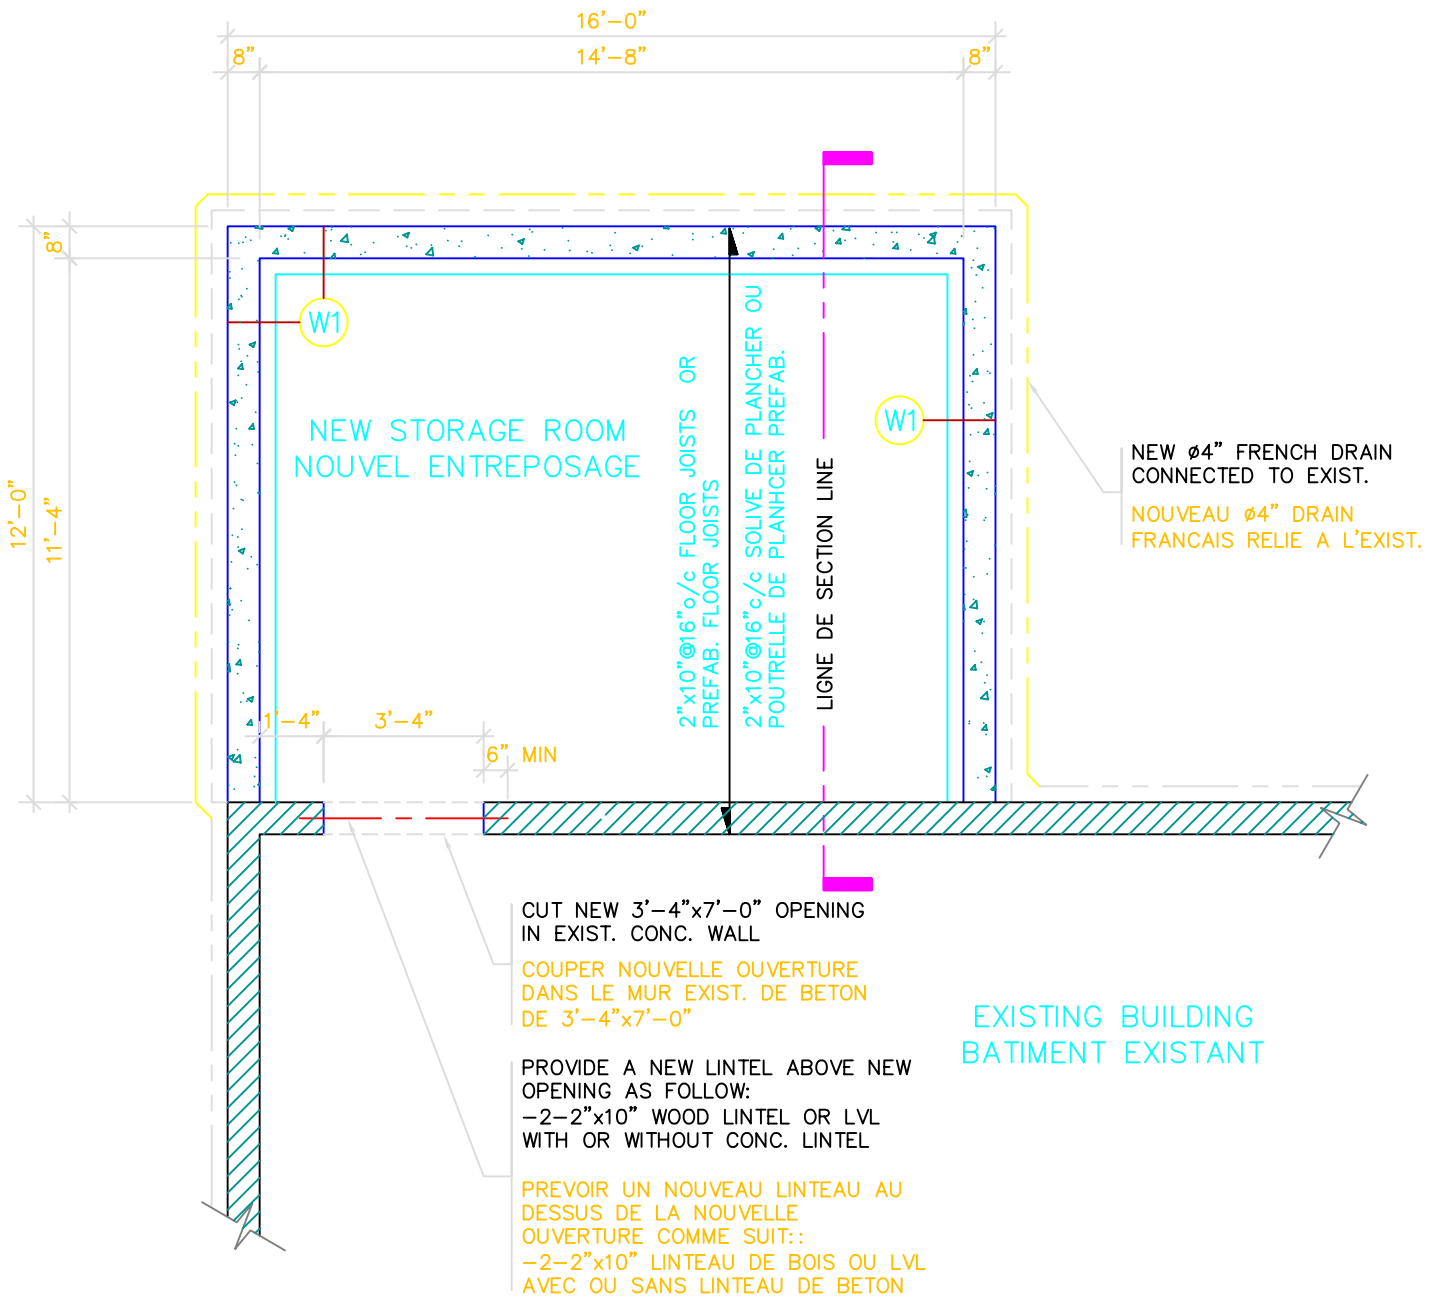 16'-0"
8"
14'-8"
8"
8"
12'-0"
11'-4"
W1
NEW STORAGE ROOM
NOUVEL ENTREPOSAGE
2"x10"@16"o/c FLOOR JOISTS OR
PREFAB. FLOOR JOISTS
2"x10"@16"c/c SOLIVE DE PLANCHER OU
POUTRELLE DE PLANHCER PREFAB.
LIGNE DE SECTION LINE
W1
NEW ø4" FRENCH DRAIN
CONNECTED TO EXIST.
NOUVEAU ø4" DRAIN
FRANCAIS RELIE A L'EXIST.
1'-4"
3'-4"
6" MIN
CUT NEW 3'-4"x7'-0" OPENING
IN EXIST. CONC. WALL
COUPER NOUVELLE OUVERTURE
DANS LE MUR EXIST. DE BETON
DE 3'-4"x7'-0"
EXISTING BUILDING
BATIMENT EXISTANT
PROVIDE A NEW LINTEL ABOVE NEW
OPENING AS FOLLOW:
-2-2"x10" WOOD LINTEL OR LVL
WITH OR WITHOUT CONC. LINTEL
PREVOIR UN NOUVEAU LINTEAU AU
DESSUS DE LA NOUVELLE
OUVERTURE COMME SUIT::
-2-2"x10" LINTEAU DE BOIS OU LVL
AVEC OU SANS LINTEAU DE BETON